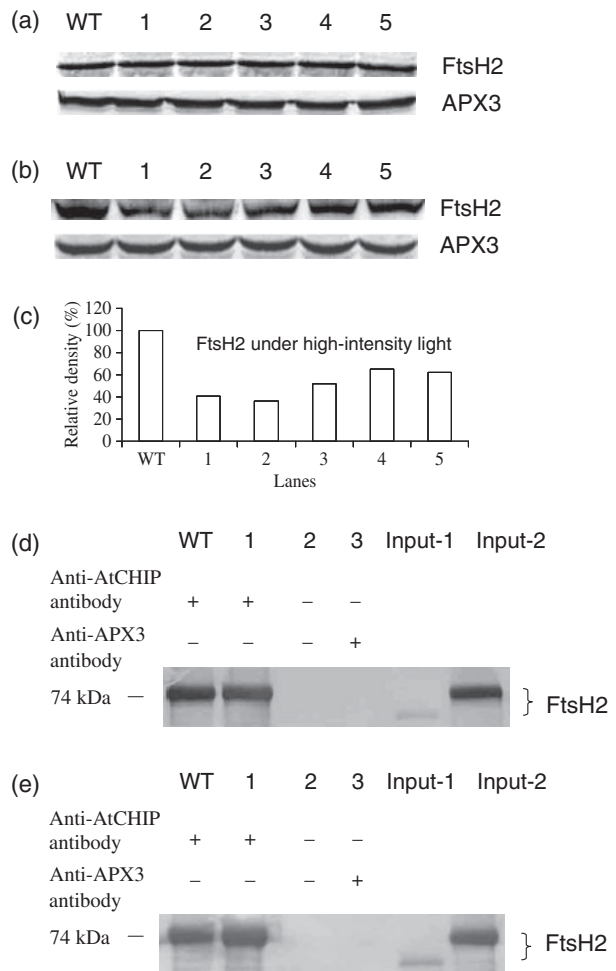 (a) WT 1 2 3 4 5
FtsH2
APX3
(b) WT 1 2 3 4 5
FtsH2
APX3
(c)
120
100
80
60
40
20
0
Relative density (%)
FtsH2 under high-intensity light
WT 1 2 3 4 5
Lanes
(d) WT 1 2 3 Input-1 Input-2
Anti-AtCHIP
antibody + + – –
Anti-APX3
antibody – – – +
74 kDa — } FtsH2
(e) WT 1 2 3 Input-1 Input-2
Anti-AtCHIP
antibody + + – –
Anti-APX3
antibody – – – +
74 kDa — } FtsH2